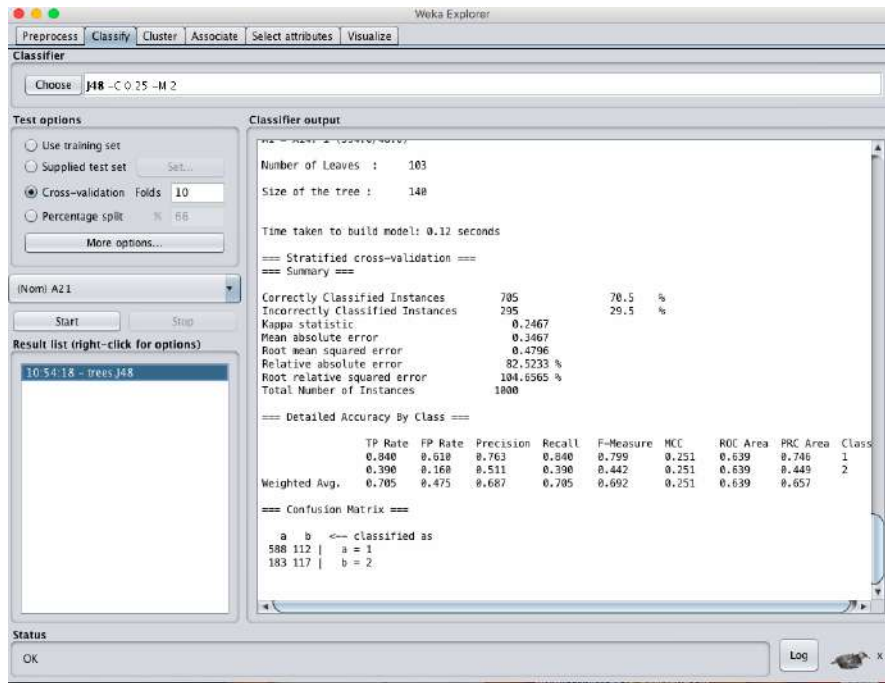 Weka Explorer
Preprocess Classify Cluster Associate Select attributes Visualize
Classifier
Choose J48 -C 0.25 -M 2
Test options
Use training set
Supplied test set Set...
Cross-validation Folds 10
Percentage split % 66
More options...
(Nom) A21
Start Stop
Result list (right-click for options)
10:54:18 - trees.J48
Classifier output
Number of Leaves : 103
Size of the tree : 140
Time taken to build model: 0.12 seconds
=== Stratified cross-validation ===
=== Summary ===
Correctly Classified Instances 705 70.5 %
Incorrectly Classified Instances 295 29.5 %
Kappa statistic 0.2467
Mean absolute error 0.3467
Root mean squared error 0.4796
Relative absolute error 82.5233 %
Root relative squared error 104.6565 %
Total Number of Instances 1000
=== Detailed Accuracy By Class ===
TP Rate FP Rate Precision Recall F-Measure MCC ROC Area PRC Area Class
0.840 0.610 0.763 0.840 0.799 0.251 0.639 0.746 1
0.390 0.160 0.511 0.390 0.442 0.251 0.639 0.449 2
Weighted Avg. 0.705 0.475 0.687 0.705 0.692 0.251 0.639 0.657
=== Confusion Matrix ===
a b <-- classified as
588 112 | a = 1
183 117 | b = 2
Status
OK
Log
x